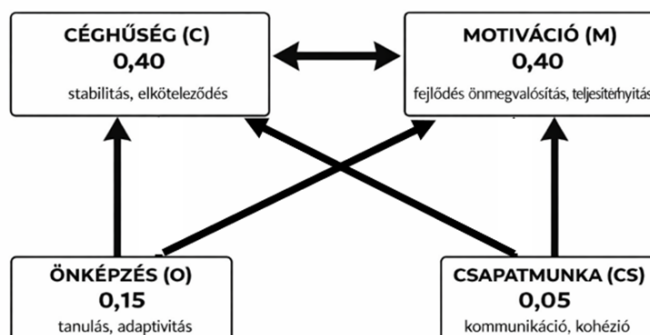 CÉGHŰSÉG (C)
0,40
stabilitás, elköteleződés
MOTIVÁCIÓ (M)
0,40
fejlődés önmegvalósítás,
ÖNKÉPZÉS (O)
0,15
tanulás, adaptivitás
CSAPATMUNKA (CS)
0,05
kommunikáció, kohézió